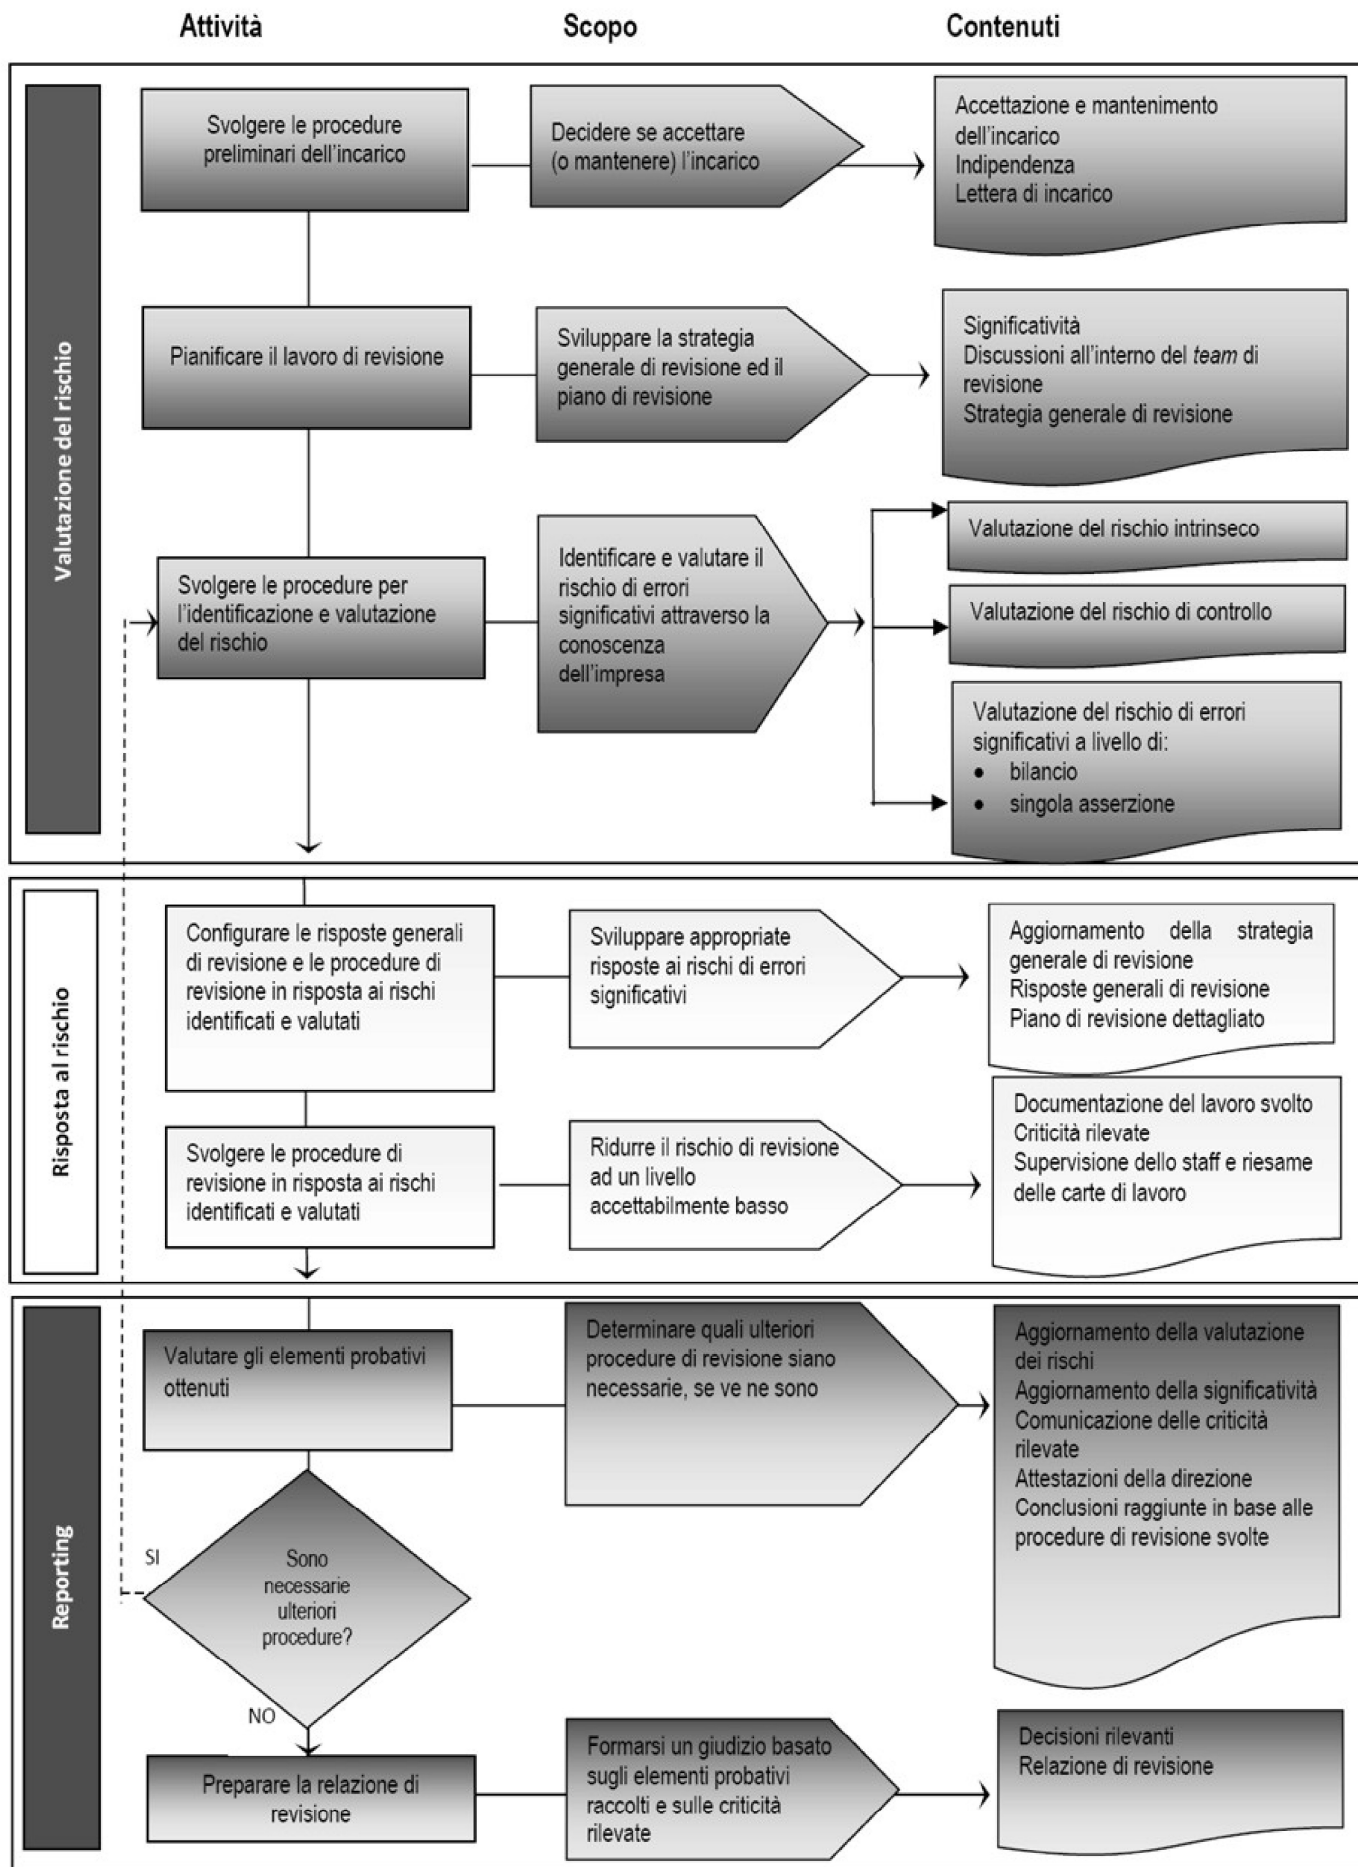 Attività
Scopo
Contenuti
Valutazione del rischio
Svolgere le procedure
preliminari dell'incarico
Decidere se accettare
(o mantenere) l'incarico
Accettazione e mantenimento
dell'incarico
Indipendenza
Lettera di incarico
Pianificare il lavoro di revisione
Sviluppare la strategia
generale di revisione ed il
piano di revisione
Significatività
Discussioni all'interno del team di
revisione
Strategia generale di revisione
Svolgere le procedure per
l'identificazione e valutazione
del rischio
Identificare e valutare il
rischio di errori
significativi attraverso la
conoscenza
dell'impresa
Valutazione del rischio intrinseco
Valutazione del rischio di controllo
Valutazione del rischio di errori
significativi a livello di:
• bilancio
• singola asserzione
Risposta al rischio
Configurare le risposte generali
di revisione e le procedure di
revisione in risposta ai rischi
identificati e valutati
Sviluppare appropriate
risposte ai rischi di errori
significativi
Aggiornamento della strategia
generale di revisione
Risposte generali di revisione
Piano di revisione dettagliato
Svolgere le procedure di
revisione in risposta ai rischi
identificati e valutati
Ridurre il rischio di revisione
ad un livello
accettabilmente basso
Documentazione del lavoro svolto
Criticità rilevate
Supervisione dello staff e riesame
delle carte di lavoro
Reporting
Valutare gli elementi probativi
ottenuti
Determinare quali ulteriori
procedure di revisione siano
necessarie, se ve ne sono
Aggiornamento della valutazione
dei rischi
Aggiornamento della significatività
Comunicazione delle criticità
rilevate
Attestazioni della direzione
Conclusioni raggiunte in base alle
procedure di revisione svolte
SI
Sono
necessarie
ulteriori
procedure?
NO
Preparare la relazione di
revisione
Formarsi un giudizio basato
sugli elementi probativi
raccolti e sulle criticità
rilevate
Decisioni rilevanti
Relazione di revisione